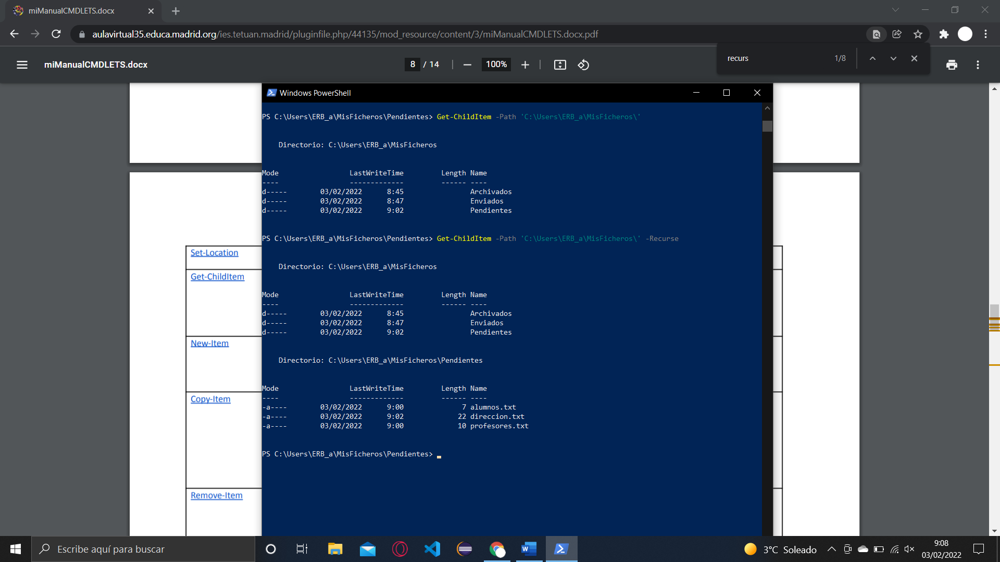 miManualCMDLETS.docx
aulavirtual35.educa.madrid.org/ies.tetuan.madrid/pluginfile.php/44135/mod_resource/content/3/miManualCMDLETS.docx.pdf
miManualCMDLETS.docx
8 / 14
100%
recurs
1/8
Windows PowerShell
PS C:\Users\ERB_a\MisFicheros\Pendientes> Get-ChildItem -Path 'C:\Users\ERB_a\MisFicheros\'
Directorio: C:\Users\ERB_a\MisFicheros
Mode LastWriteTime Length Name
---- ------------- ------ ----
d----- 03/02/2022 8:45 Archivados
d----- 03/02/2022 8:47 Enviados
d----- 03/02/2022 9:02 Pendientes
PS C:\Users\ERB_a\MisFicheros\Pendientes> Get-ChildItem -Path 'C:\Users\ERB_a\MisFicheros\' -Recurse
Directorio: C:\Users\ERB_a\MisFicheros
Mode LastWriteTime Length Name
---- ------------- ------ ----
d----- 03/02/2022 8:45 Archivados
d----- 03/02/2022 8:47 Enviados
d----- 03/02/2022 9:02 Pendientes
Directorio: C:\Users\ERB_a\MisFicheros\Pendientes
Mode LastWriteTime Length Name
---- ------------- ------ ----
-a---- 03/02/2022 9:00 7 alumnos.txt
-a---- 03/02/2022 9:02 22 direccion.txt
-a---- 03/02/2022 9:00 10 profesores.txt
PS C:\Users\ERB_a\MisFicheros\Pendientes>
Set-Location
Get-ChildItem
New-Item
Copy-Item
Remove-Item
Escribe aquí para buscar
3°C Soleado
9:08
03/02/2022